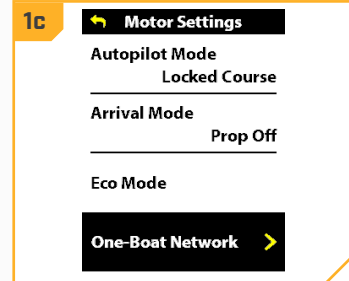 1c
Motor Settings
Autopilot Mode
Locked Course
Arrival Mode
Prop Off
Eco Mode
One-Boat Network